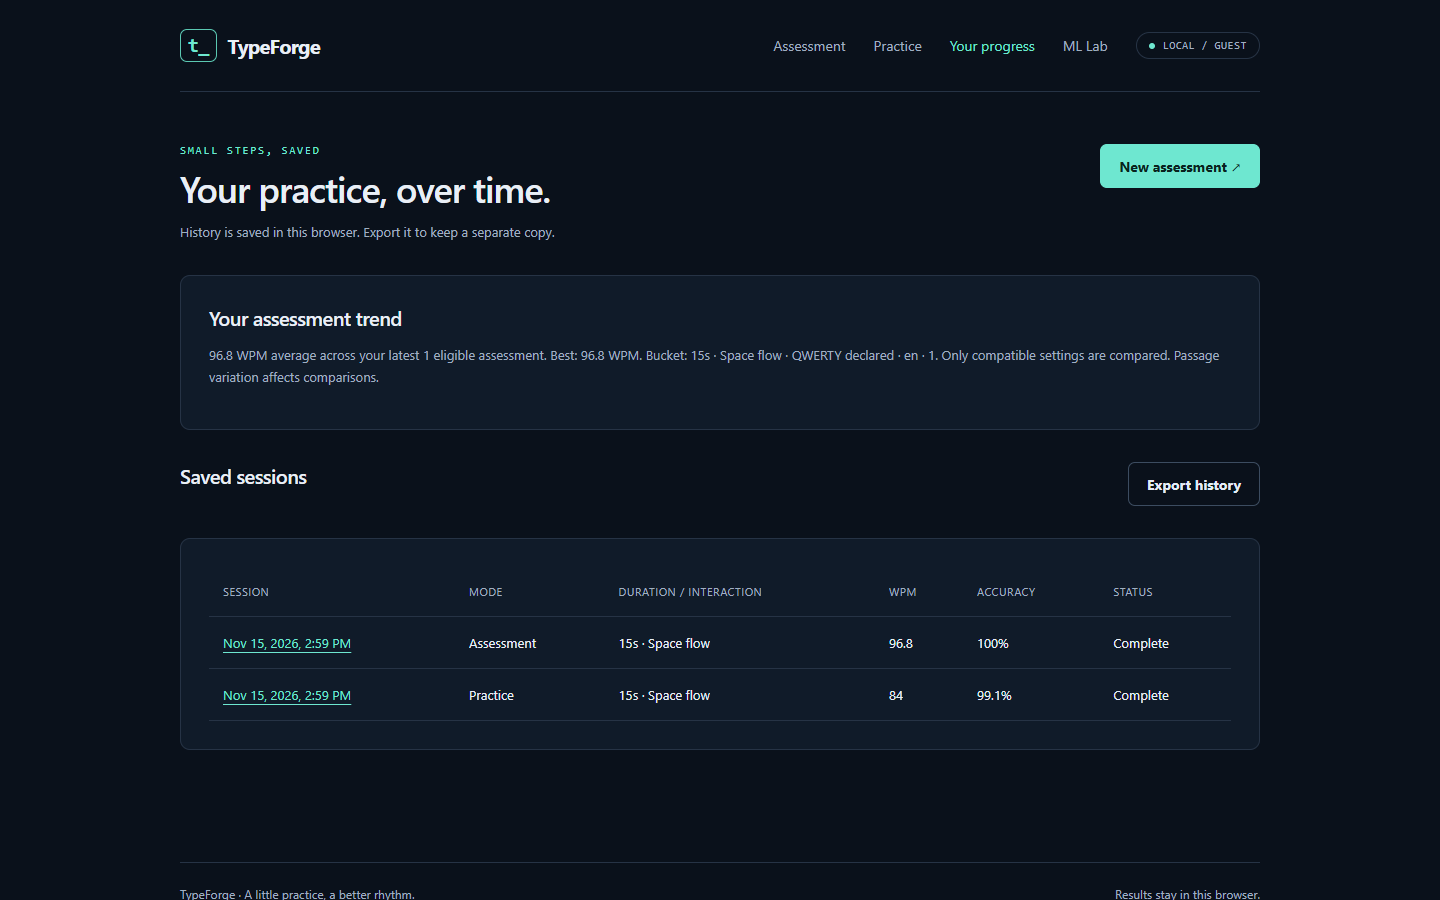 t_ TypeForge
Assessment Practice Your progress ML Lab LOCAL / GUEST
SMALL STEPS, SAVED
Your practice, over time.
New assessment ↗
History is saved in this browser. Export it to keep a separate copy.
Your assessment trend
96.8 WPM average across your latest 1 eligible assessment. Best: 96.8 WPM. Bucket: 15s · Space flow · QWERTY declared · en · 1. Only compatible settings are compared. Passage
variation affects comparisons.
Saved sessions
Export history
SESSION MODE DURATION / INTERACTION WPM ACCURACY STATUS
Nov 15, 2026, 2:59 PM Assessment 15s · Space flow 96.8 100% Complete
Nov 15, 2026, 2:59 PM Practice 15s · Space flow 84 99.1% Complete
TypeForge · A little practice, a better rhythm. Results stay in this browser.